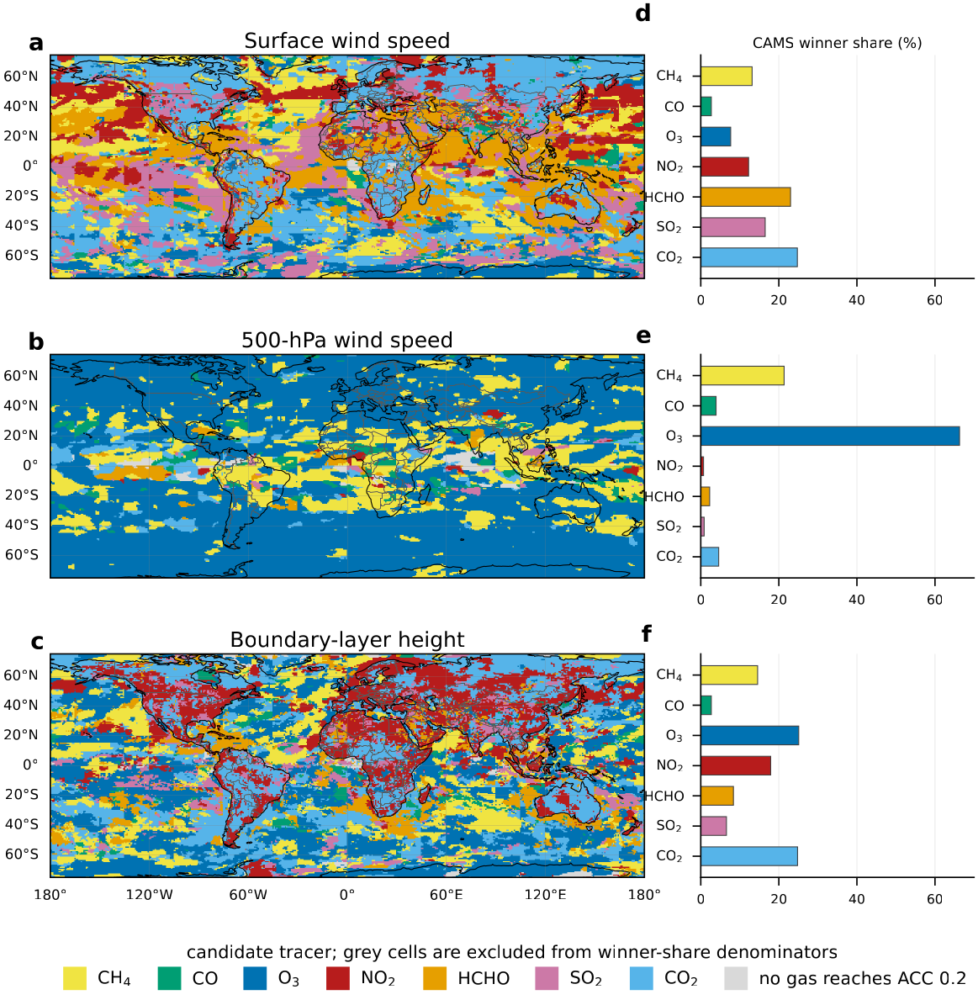 d
a
Surface wind speed
CAMS winner share (%)
60°N
40°N
20°N
0°
20°S
40°S
60°S
CH₄
CO
O₃
NO₂
HCHO
SO₂
CO₂
0 20 40 60
b
500-hPa wind speed
e
60°N
40°N
20°N
0°
20°S
40°S
60°S
CH₄
CO
O₃
NO₂
HCHO
SO₂
CO₂
0 20 40 60
c
Boundary-layer height
f
60°N
40°N
20°N
0°
20°S
40°S
60°S
180° 120°W 60°W 0° 60°E 120°E 180°
CH₄
CO
O₃
NO₂
HCHO
SO₂
CO₂
0 20 40 60
candidate tracer; grey cells are excluded from winner-share denominators
CH₄ CO O₃ NO₂ HCHO SO₂ CO₂ no gas reaches ACC 0.2